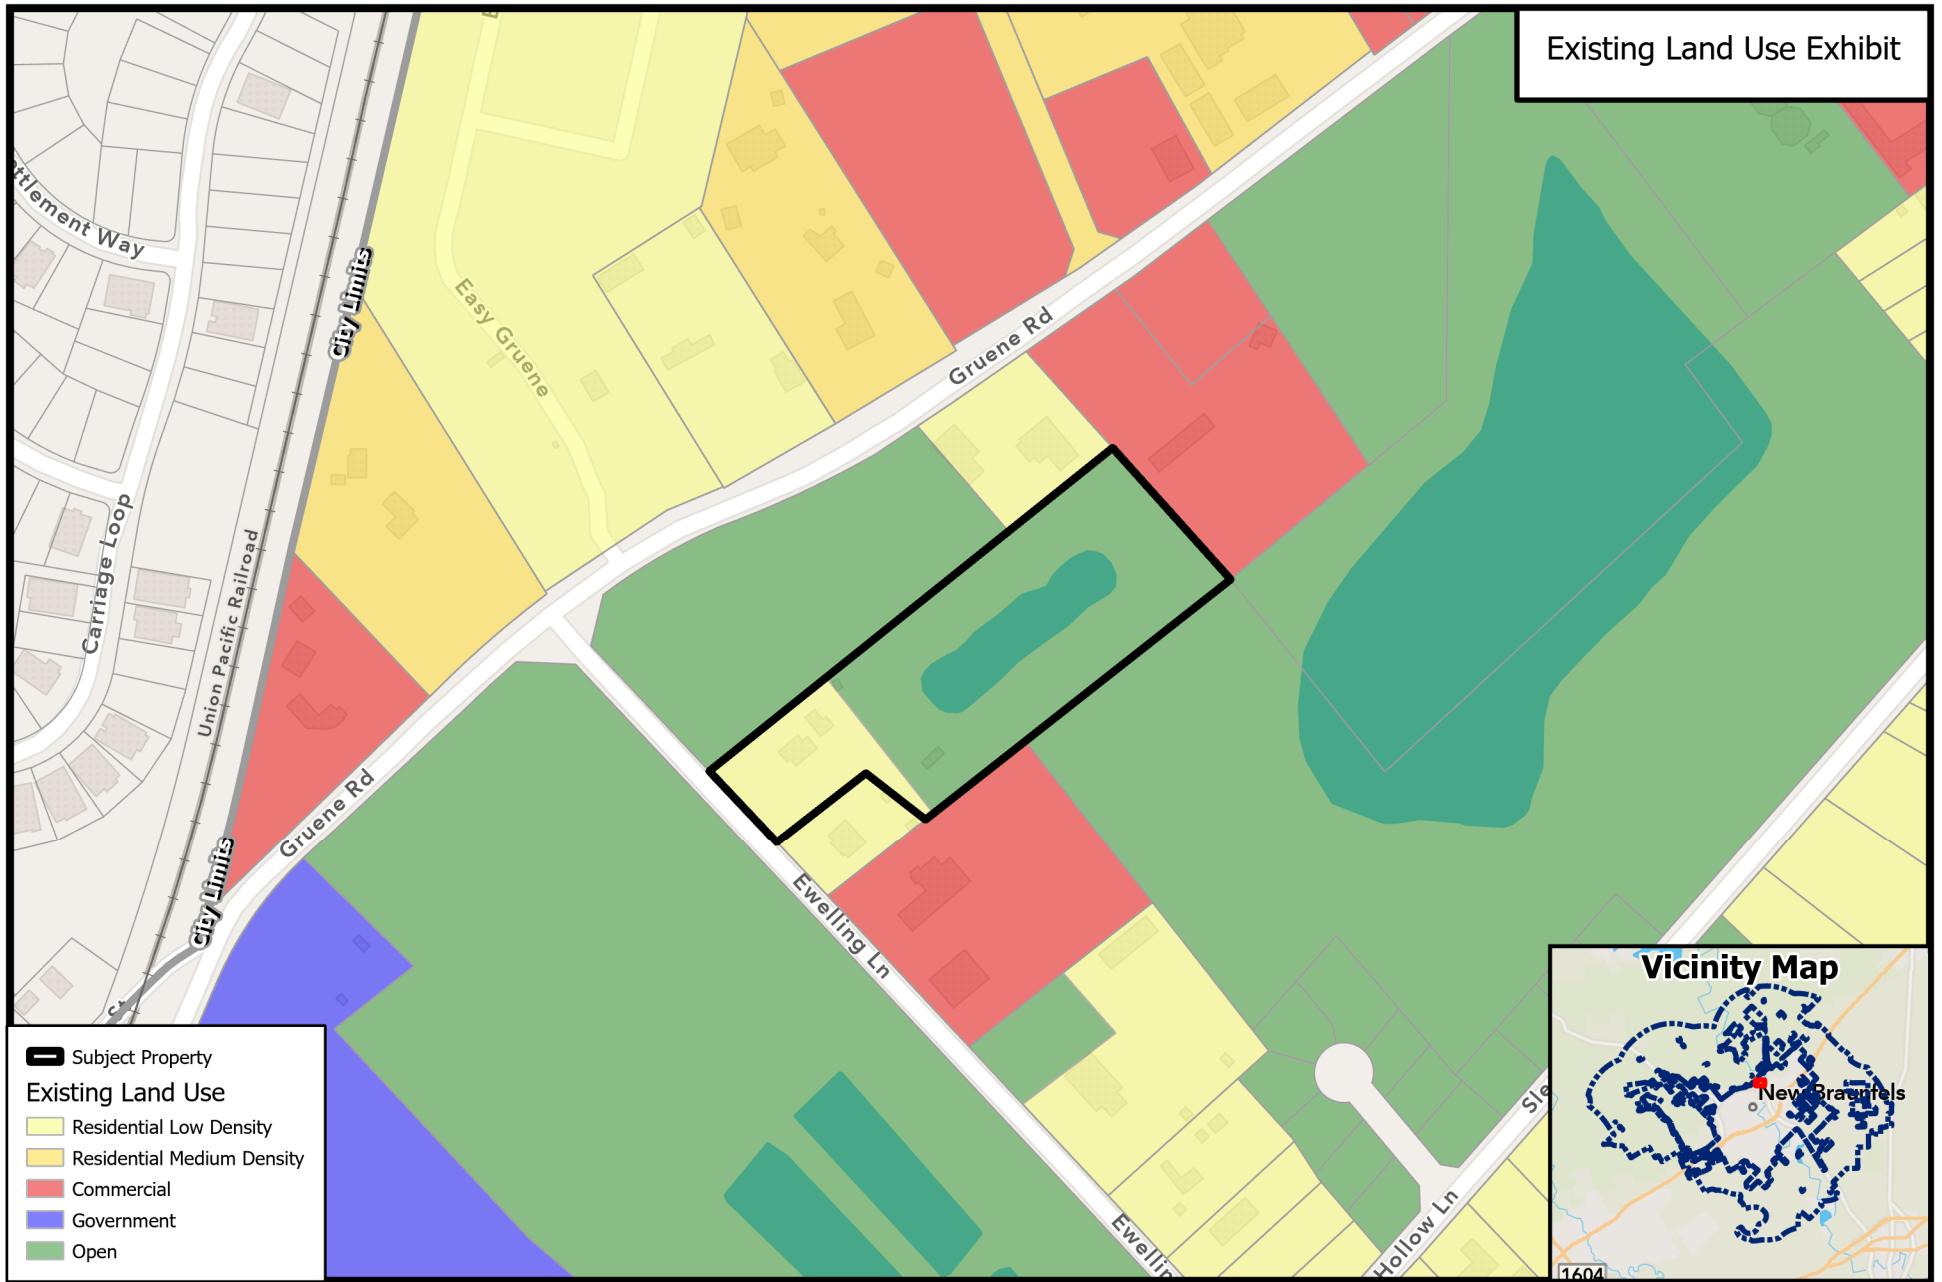 Existing Land Use Exhibit
ttlement Way
City Limits
Easy Gruene
Gruene Rd
Carriage Loop
Union Pacific Railroad
Gruene Rd
City Limits
Ewelling Ln
St
Sle
Hollow Ln
Ewellin
Subject Property
Existing Land Use
Residential Low Density
Residential Medium Density
Commercial
Government
Open
Vicinity Map
New Braunfels
1604